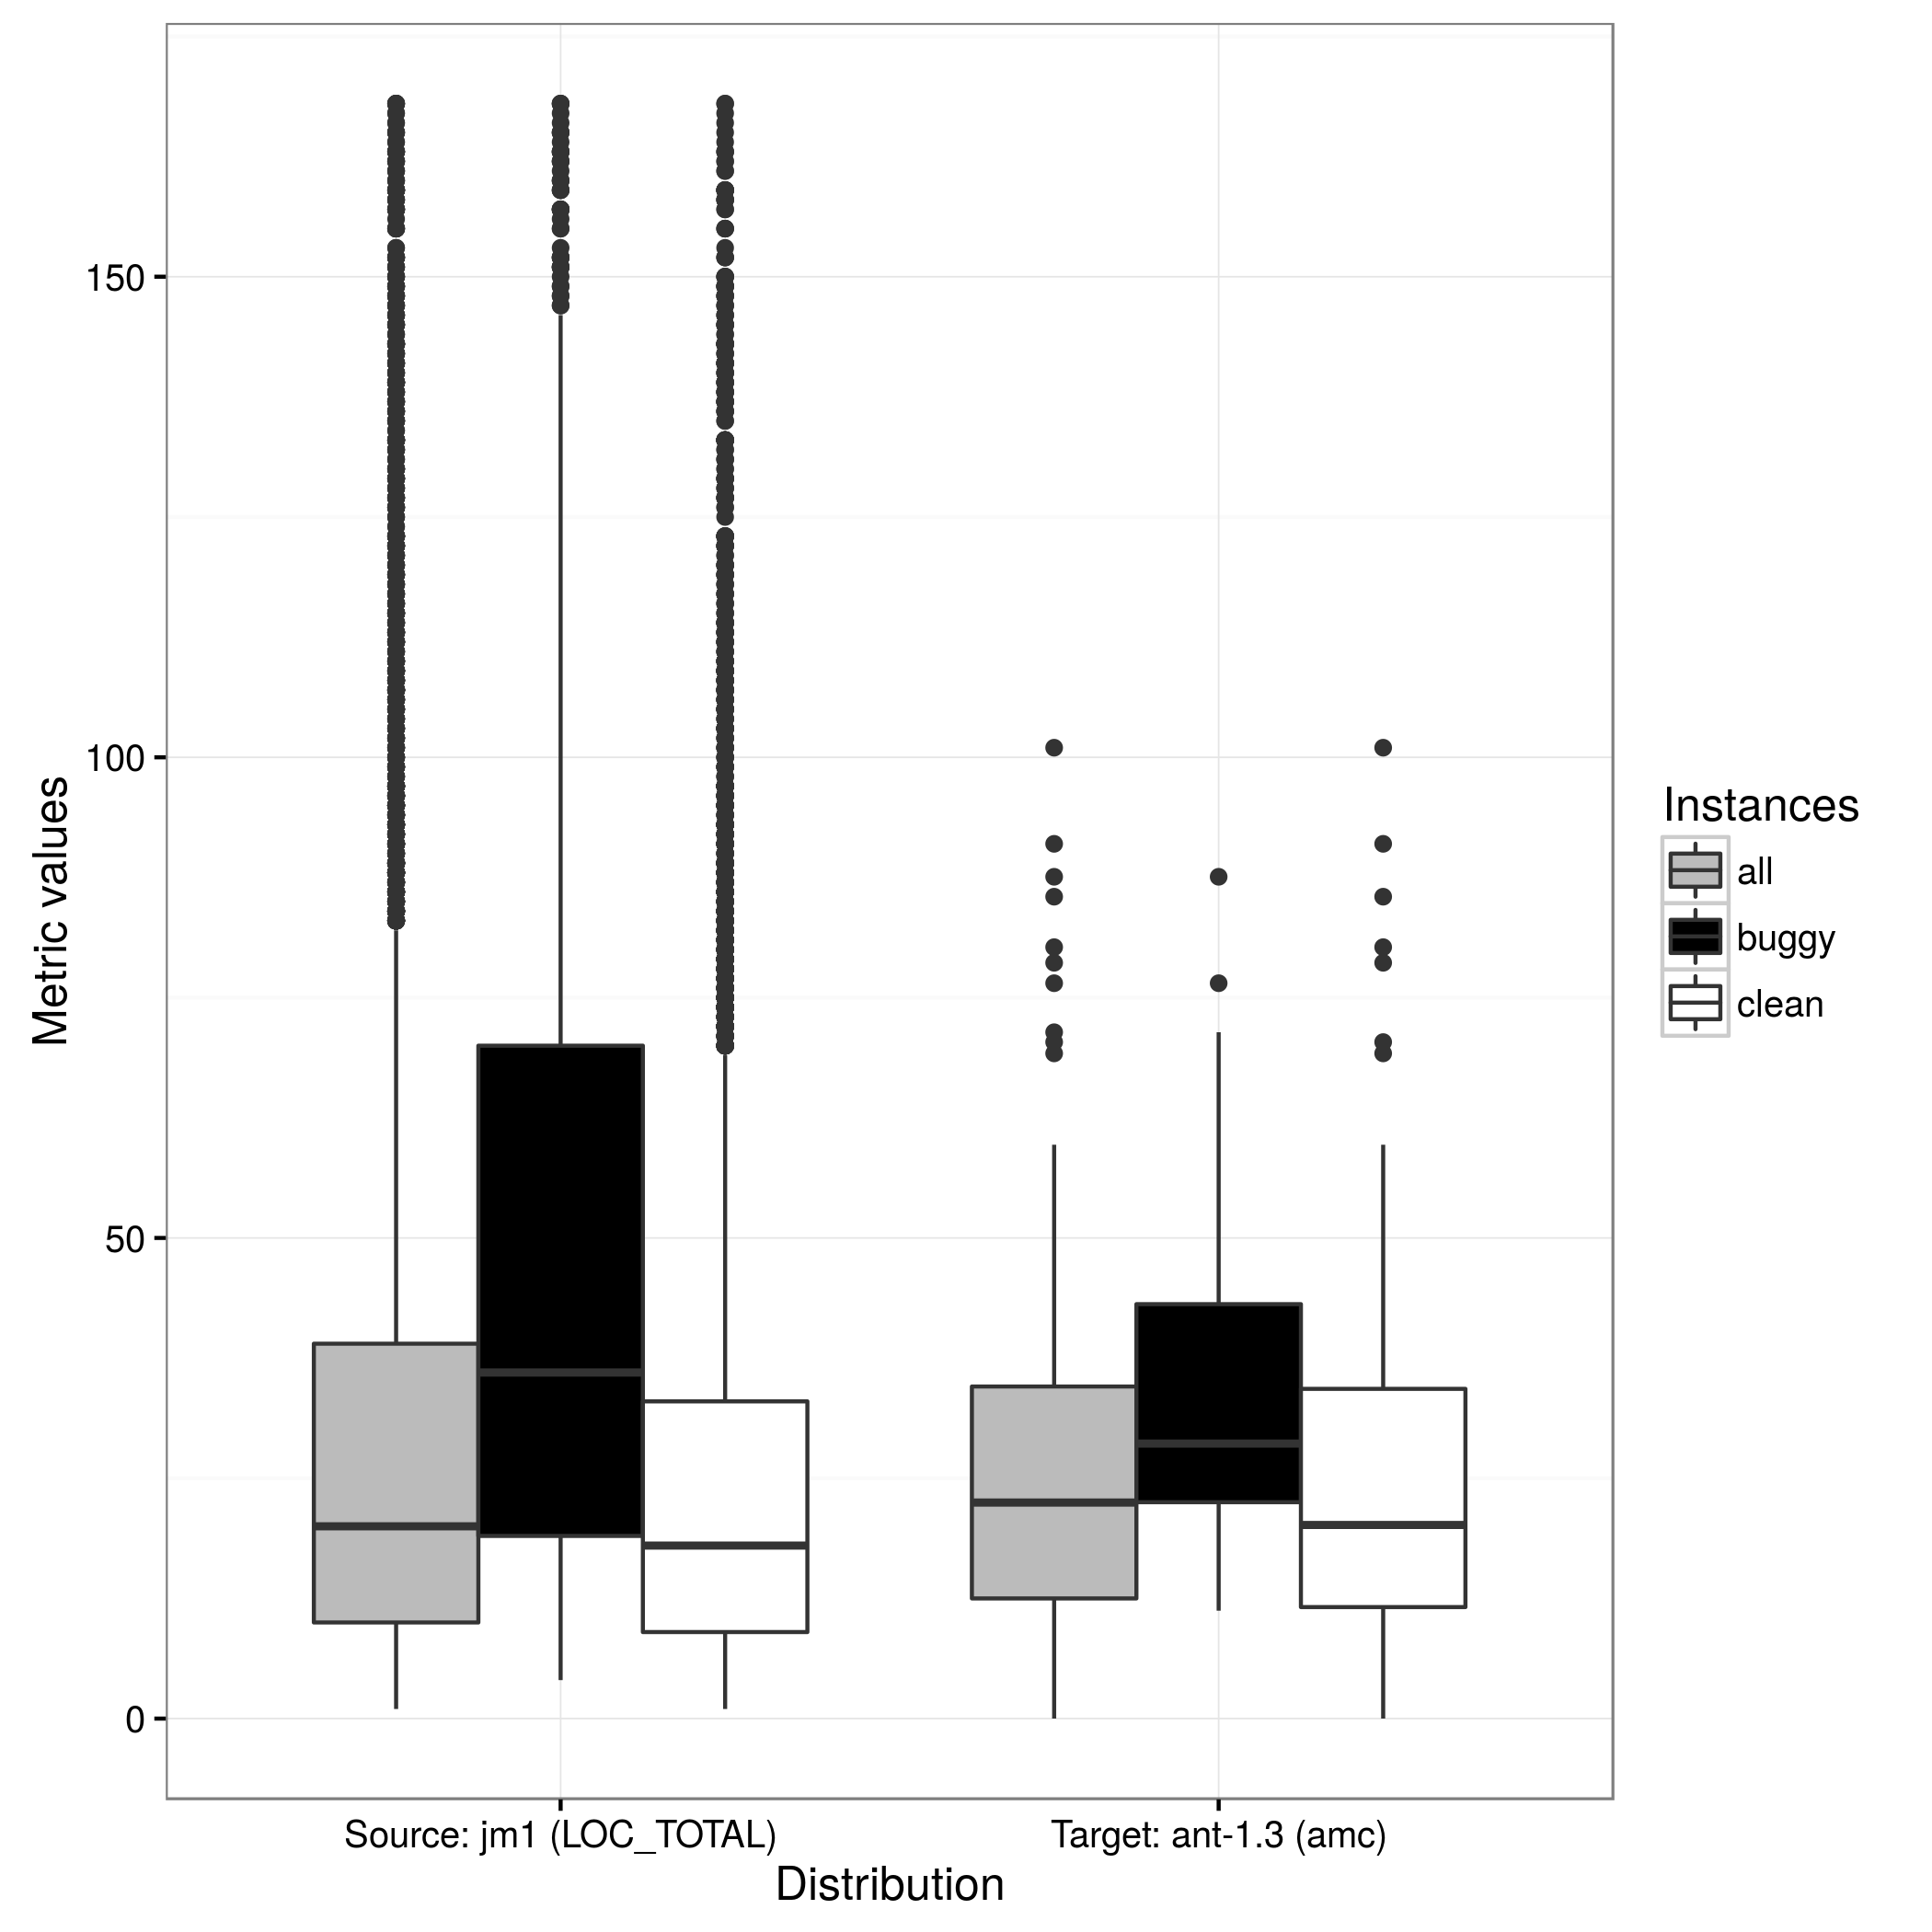 Metric values
150
100
50
0
Source: jm1 (LOC_TOTAL)
Target: ant-1.3 (amc)
Distribution
Instances
all
buggy
clean